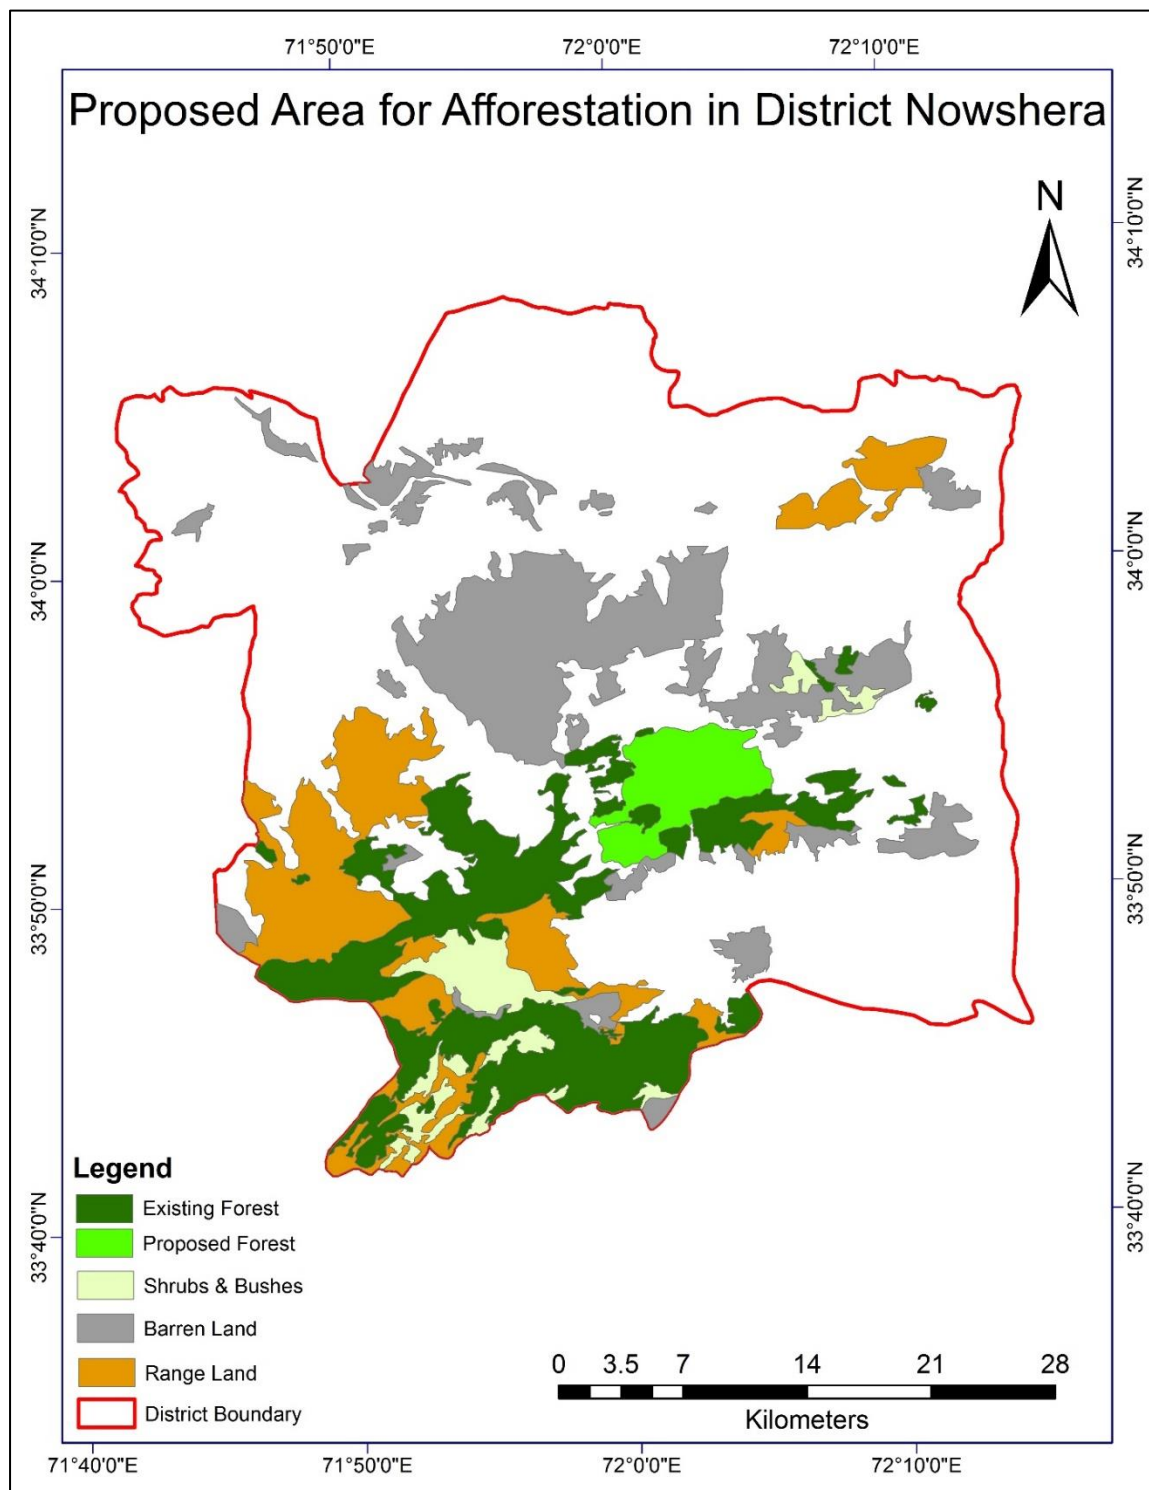 71°50'0"E 72°0'0"E 72°10'0"E
Proposed Area for Afforestation in District Nowshera
N
34°10'0"N 34°10'0"N
34°0'0"N 34°0'0"N
33°50'0"N 33°50'0"N
33°40'0"N 33°40'0"N
Legend
Existing Forest
Proposed Forest
Shrubs & Bushes
Barren Land
Range Land
District Boundary
0 3.5 7 14 21 28
Kilometers
71°40'0"E 71°50'0"E 72°0'0"E 72°10'0"E